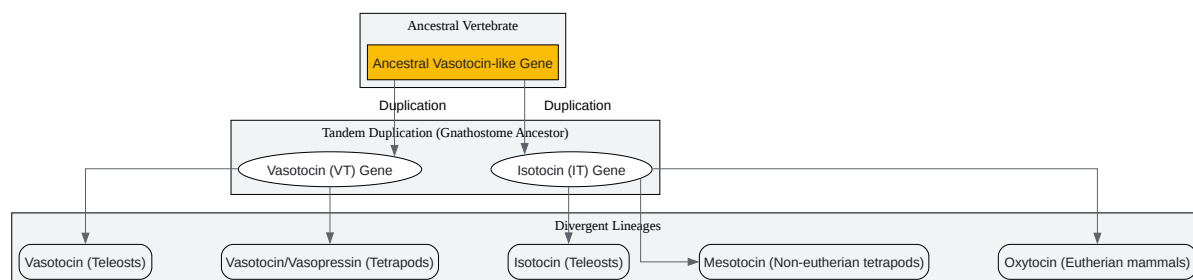 Ancestral Vertebrate
Ancestral Vasotocin-like Gene
Duplication
Duplication
Tandem Duplication (Gnathostome Ancestor)
Vasotocin (VT) Gene
Isotocin (IT) Gene
Divergent Lineages
Vasotocin (Teleosts)
Vasotocin/Vasopressin (Tetrapods)
Isotocin (Teleosts)
Mesotocin (Non-eutherian tetrapods)
Oxytocin (Eutherian mammals)